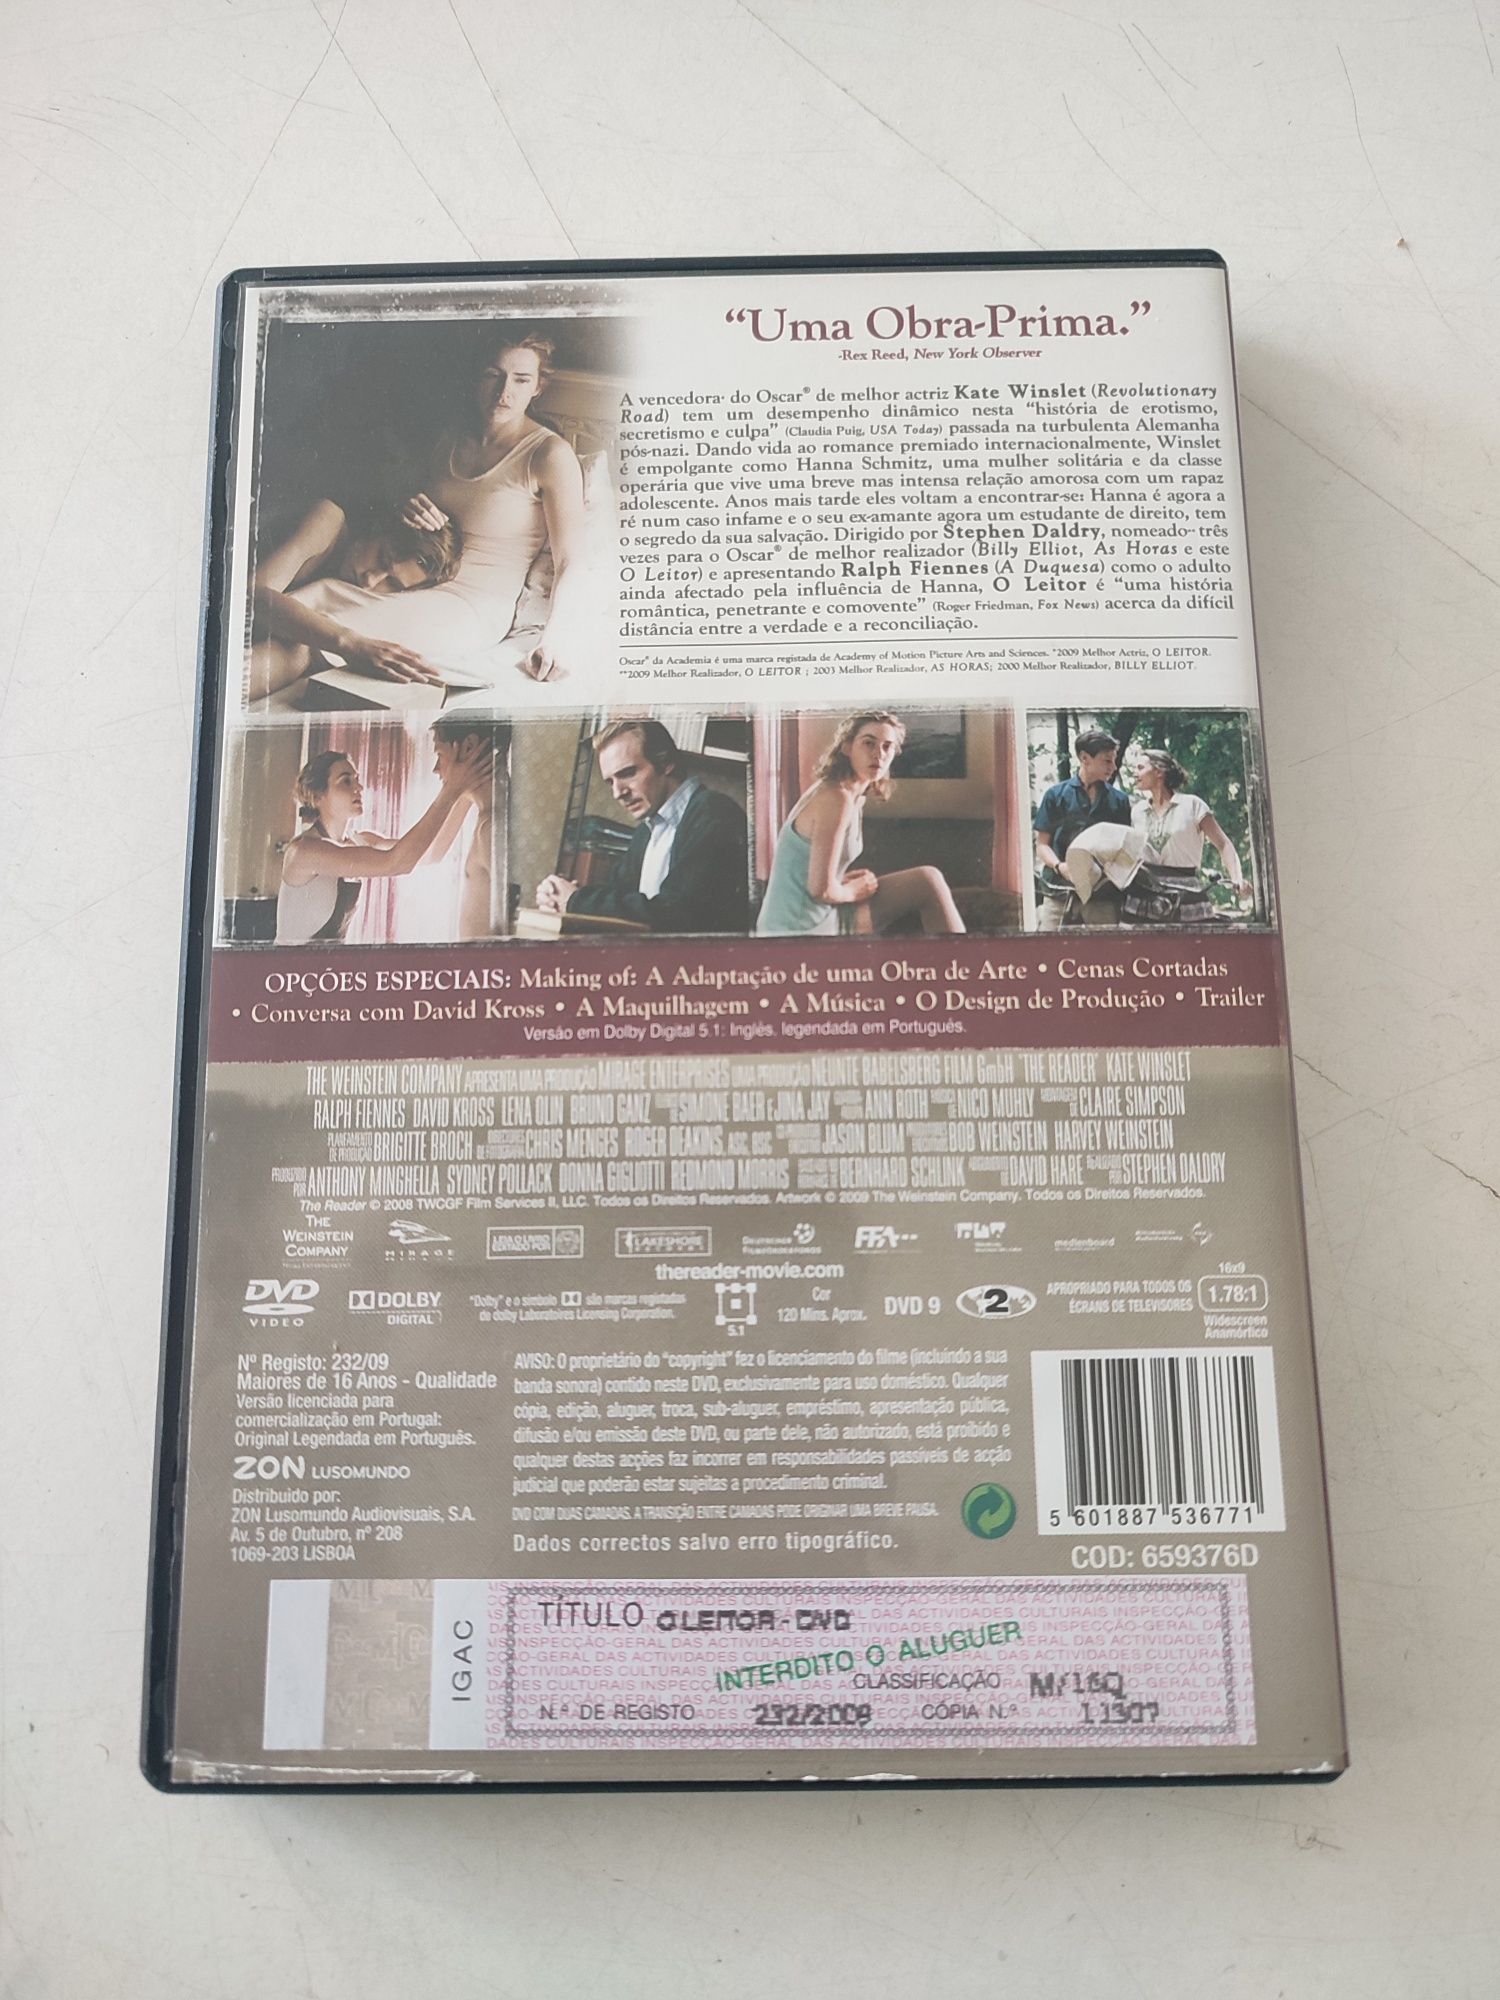 “Uma Obra-Prima.”
-Rex Reed, New York Observer
A vencedora* do Oscar® de melhor actriz Kate Winslet (Revolutionary
Road) tem um desempenho dinâmico nesta “história de erotismo,
secretismo e culpa” (Claudia Puig, USA Today) passada na turbulenta Alemanha
pós-nazi. Dando vida ao romance premiado internacionalmente, Winslet
é empolgante como Hanna Schmitz, uma mulher solitária e da classe
operária que vive uma breve mas intensa relação amorosa com um rapaz
adolescente. Anos mais tarde eles voltam a encontrar-se: Hanna é agora a
ré num caso infame e o seu ex-amante agora um estudante de direito, tem
o segredo da sua salvação. Dirigido por Stephen Daldry, nomeado** três
vezes para o Oscar® de melhor realizador (Billy Elliot, As Horas e este
O Leitor) e apresentando Ralph Fiennes (A Duquesa) como o adulto
ainda afectado pela influência de Hanna, O Leitor é “uma história
romântica, penetrante e comovente” (Roger Friedman, Fox News) acerca da difícil
distância entre a verdade e a reconciliação.
Oscar® da Academia é uma marca registada de Academy of Motion Picture Arts and Sciences. *2009 Melhor Actriz, O LEITOR.
**2009 Melhor Realizador, O LEITOR ; 2003 Melhor Realizador, AS HORAS; 2000 Melhor Realizador, BILLY ELLIOT.
OPÇÕES ESPECIAIS: Making of: A Adaptação de uma Obra de Arte • Cenas Cortadas
• Conversa com David Kross • A Maquilhagem • A Música • O Design de Produção • Trailer
Versão em Dolby Digital 5.1: Inglês, legendada em Português.
THE WEINSTEIN COMPANY APRESENTA UMA PRODUÇÃO MIRAGE ENTERPRISES UMA PRODUÇÃO NEUNTE BABELSBERG FILM GmbH "THE READER" KATE WINSLET
RALPH FIENNES DAVID KROSS LENA OLIN BRUNO GANZ SIMONE BAER E JINA JAY ANN ROTH NICO MUHLY CLAIRE SIMPSON
PLANEAMENTO DE PRODUÇÃO BRIGITTE BROCH CHRIS MENGES ROGER DEAKINS, ASC, BSC JASON BLUM BOB WEINSTEIN HARVEY WEINSTEIN
PRODUZIDO POR ANTHONY MINGHELLA SYDNEY POLLACK DONNA GIGLIOTTI REDMOND MORRIS BERNHARD SCHLINK DAVID HARE REALIZADO POR STEPHEN DALDRY
The Reader © 2008 TWCGF Film Services II, LLC. Todos os Direitos Reservados. Artwork © 2009 The Weinstein Company. Todos os Direitos Reservados.
THE
WEINSTEIN
COMPANY
MIRAGE
LEIA O LIVRO
EDITADO POR
LAKESHORE
RECORDS
FFA
medienboard
thereader-movie.com
DVD
VIDEO
DOLBY
DIGITAL
"Dolby" e o símbolo são marcas registadas
de dolby Laboratories Licensing Corporation.
5.1
Cor
120 Mins. Aprox.
DVD 9
2
APROPRIADO PARA TODOS OS
ÉCRANS DE TELEVISORES
16x9
1.78:1
Widescreen
Anamórfico
Nº Registo: 232/09
Maiores de 16 Anos - Qualidade
Versão licenciada para
comercialização em Portugal:
Original Legendada em Português.
ZON LUSOMUNDO
Distribuido por:
ZON Lusomundo Audiovisuais, S.A.
Av. 5 de Outubro, nº 208
1069-203 LISBOA
AVISO: O proprietário do "copyright" fez o licenciamento do filme (incluindo a sua
banda sonora) contido neste DVD, exclusivamente para uso doméstico. Qualquer
cópia, edição, aluguer, troca, sub-aluguer, empréstimo, apresentação pública,
difusão e/ou emissão deste DVD, ou parte dele, não autorizado, está proibido e
qualquer destas acções faz incorrer em responsabilidades passíveis de acção
judicial que poderão estar sujeitas a procedimento criminal.
DVD COM DUAS CAMADAS. A TRANSIÇÃO ENTRE CAMADAS PODE ORIGINAR UMA BREVE PAUSA.
Dados correctos salvo erro tipográfico.
5 601887 536771
COD: 659376D
IGAC
TÍTULO O LEITOR - DVD
INTERDITO O ALUGUER
CLASSIFICAÇÃO M/16Q
N.º DE REGISTO 232/2009 CÓPIA N.º 11307